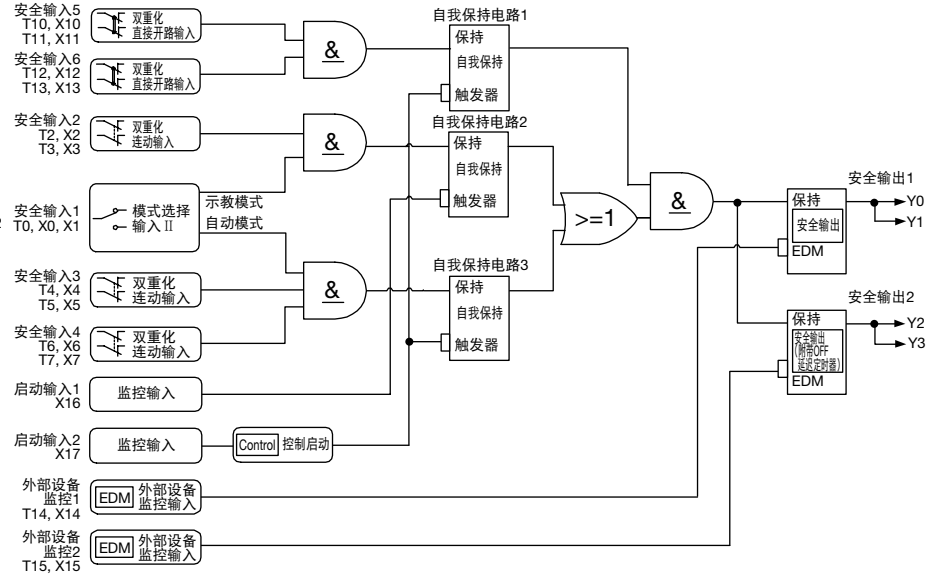 安全输入5
T10, X10
T11, X11
双重化
直接开路输入
安全输入6
T12, X12
T13, X13
双重化
直接开路输入
&
自我保持电路1
保持
自我保持
触发器
安全输入2
T2, X2
T3, X3
双重化
连动输入
&
自我保持电路2
保持
自我保持
触发器
安全输入1
T0, X0, X1
模式选择
输入 II
示教模式
自动模式
>=1
&
安全输出1
保持
安全输出
EDM
Y0
Y1
安全输入3
T4, X4
T5, X5
双重化
连动输入
安全输入4
T6, X6
T7, X7
双重化
连动输入
&
自我保持电路3
保持
自我保持
触发器
安全输出2
保持
安全输出
(附带OFF
延迟定时器)
EDM
Y2
Y3
启动输入1
X16
监控输入
启动输入2
X17
监控输入
Control 控制启动
外部设备
监控1
T14, X14
EDM 外部设备
监控输入
外部设备
监控2
T15, X15
EDM 外部设备
监控输入